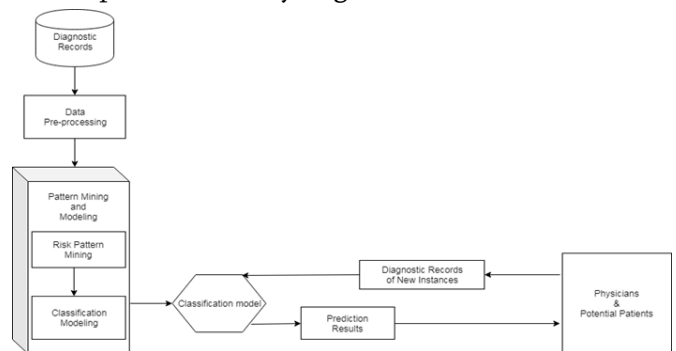 Diagnostic
Records
Data
Pre-processing
Pattern Mining
and
Modeling
Risk Pattern
Mining
Classification
Modeling
Classification model
Diagnostic Records
of New Instances
Prediction
Results
Physicians
&
Potential Patients